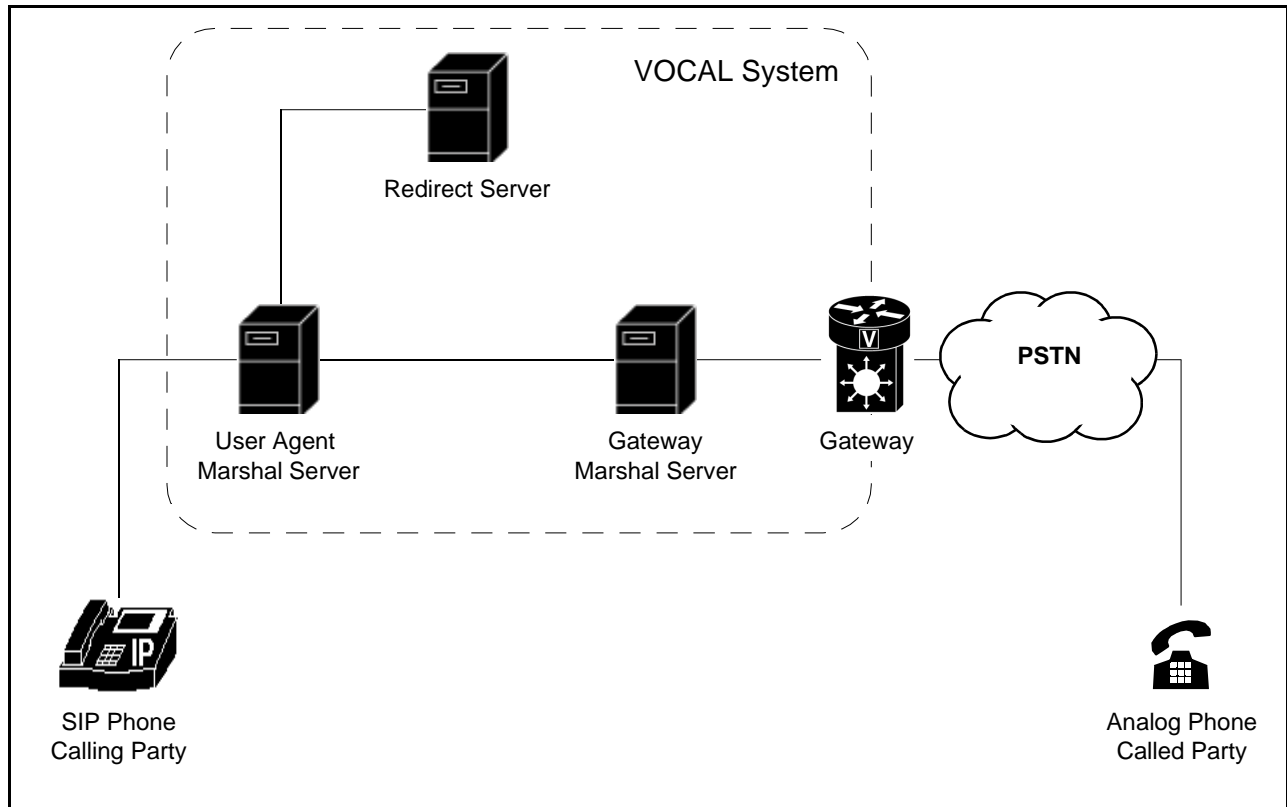 VOCAL System
Redirect Server
User Agent
Marshal Server
Gateway
Marshal Server
V
Gateway
PSTN
IP
SIP Phone
Calling Party
Analog Phone
Called Party